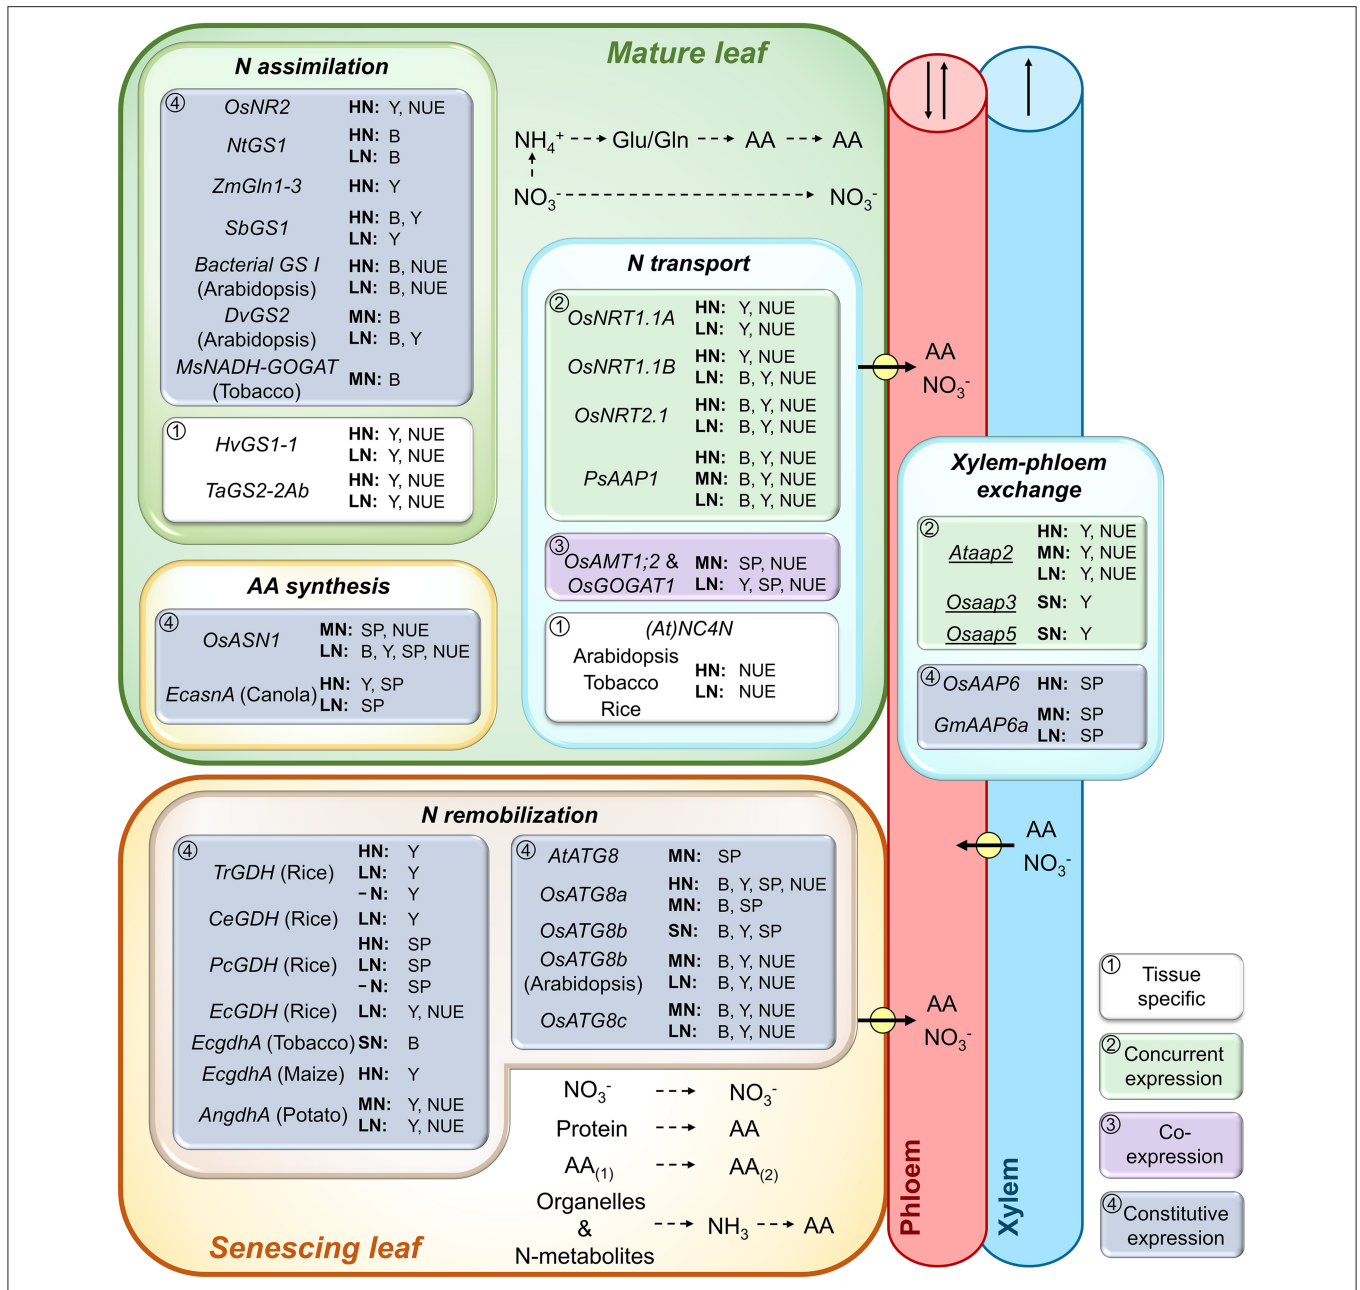 Mature leaf
N assimilation
④
OsNR2 HN: Y, NUE
NtGS1 HN: B
LN: B
ZmGln1-3 HN: Y
SbGS1 HN: B, Y
LN: Y
Bacterial GS I HN: B, NUE
(Arabidopsis) LN: B, NUE
DvGS2 MN: B
(Arabidopsis) LN: B, Y
MsNADH-GOGAT
(Tobacco) MN: B
①
HvGS1-1 HN: Y, NUE
LN: Y, NUE
TaGS2-2Ab HN: Y, NUE
LN: Y, NUE
AA synthesis
④
OsASN1 MN: SP, NUE
LN: B, Y, SP, NUE
EcasnA (Canola) HN: Y, SP
LN: SP
NH₄⁺ Glu/Gln AA AA
NO₃⁻ NO₃⁻
N transport
②
OsNRT1.1A HN: Y, NUE
LN: Y, NUE
OsNRT1.1B HN: Y, NUE
LN: B, Y, NUE
OsNRT2.1 HN: B, Y, NUE
LN: B, Y, NUE
PsAAP1 HN: B, Y, NUE
MN: B, Y, NUE
LN: B, Y, NUE
③
OsAMT1;2 & MN: SP, NUE
OsGOGAT1 LN: Y, SP, NUE
①
(At)NC4N
Arabidopsis
Tobacco
Rice
HN: NUE
LN: NUE
AA
NO₃⁻
Xylem-phloem
exchange
②
Ataap2 HN: Y, NUE
MN: Y, NUE
LN: Y, NUE
Osaap3 SN: Y
Osaap5 SN: Y
④
OsAAP6 HN: SP
GmAAP6a MN: SP
LN: SP
AA
NO₃⁻
N remobilization
④
TrGDH (Rice) HN: Y
LN: Y
–N: Y
CeGDH (Rice) LN: Y
PcGDH (Rice) HN: SP
LN: SP
–N: SP
EcGDH (Rice) LN: Y, NUE
EcgdhA (Tobacco) SN: B
EcgdhA (Maize) HN: Y
AngdhA (Potato) MN: Y, NUE
LN: Y, NUE
④
AtATG8 MN: SP
OsATG8a HN: B, Y, SP, NUE
MN: B, SP
OsATG8b SN: B, Y, SP
OsATG8b MN: B, Y, NUE
(Arabidopsis) LN: B, Y, NUE
OsATG8c MN: B, Y, NUE
LN: B, Y, NUE
AA
NO₃⁻
NO₃⁻ NO₃⁻
Protein AA
AA₍₁₎ AA₍₂₎
Organelles
&
N-metabolites
NH₃ AA
Senescing leaf
Phloem
Xylem
①
Tissue
specific
②
Concurrent
expression
③
Co-
expression
④
Constitutive
expression